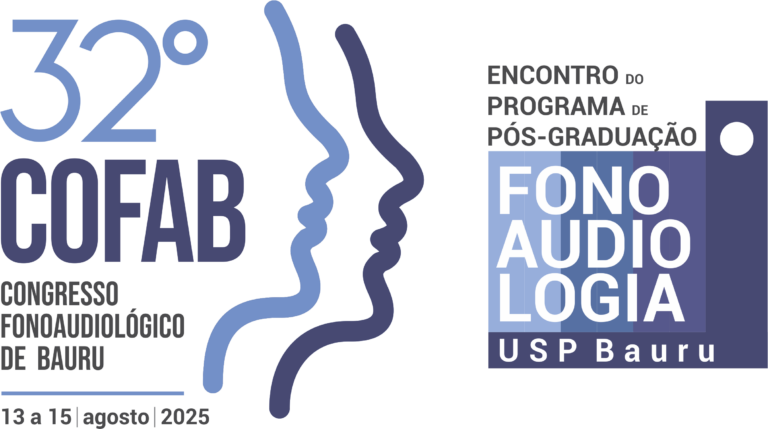 32º
COFAB
CONGRESSO
FONOAUDIOLÓGICO
DE BAURU
13 a 15|agosto|2025
ENCONTRO DO
PROGRAMA DE
PÓS-GRADUAÇÃO
FONO
AUDIO
LOGIA
USP Bauru